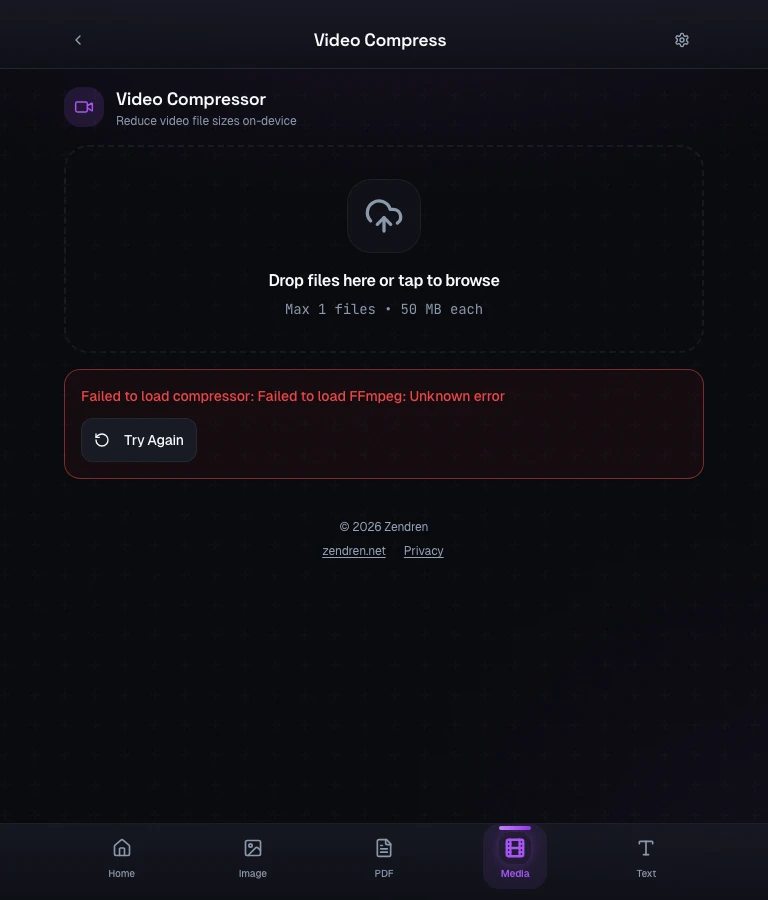 Video Compress
Video Compressor
Reduce video file sizes on-device
Drop files here or tap to browse
Max 1 files • 50 MB each
Failed to load compressor: Failed to load FFmpeg: Unknown error
Try Again
© 2026 Zendren
zendren.net Privacy
Home Image PDF Media Text